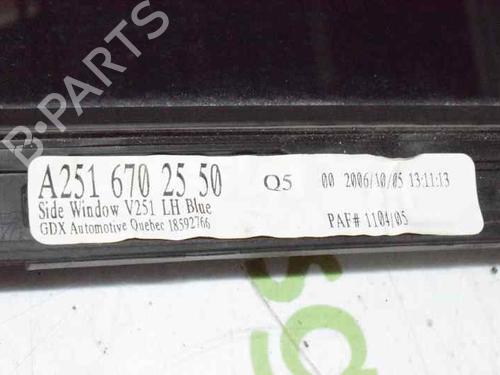 B-PARTS
A251 670 25 50 Q5 00 2006/10/05 13:11:13
Side Window V251 LH Blue
GDX Automotive Quebec 18592766 PAF# 1104/05